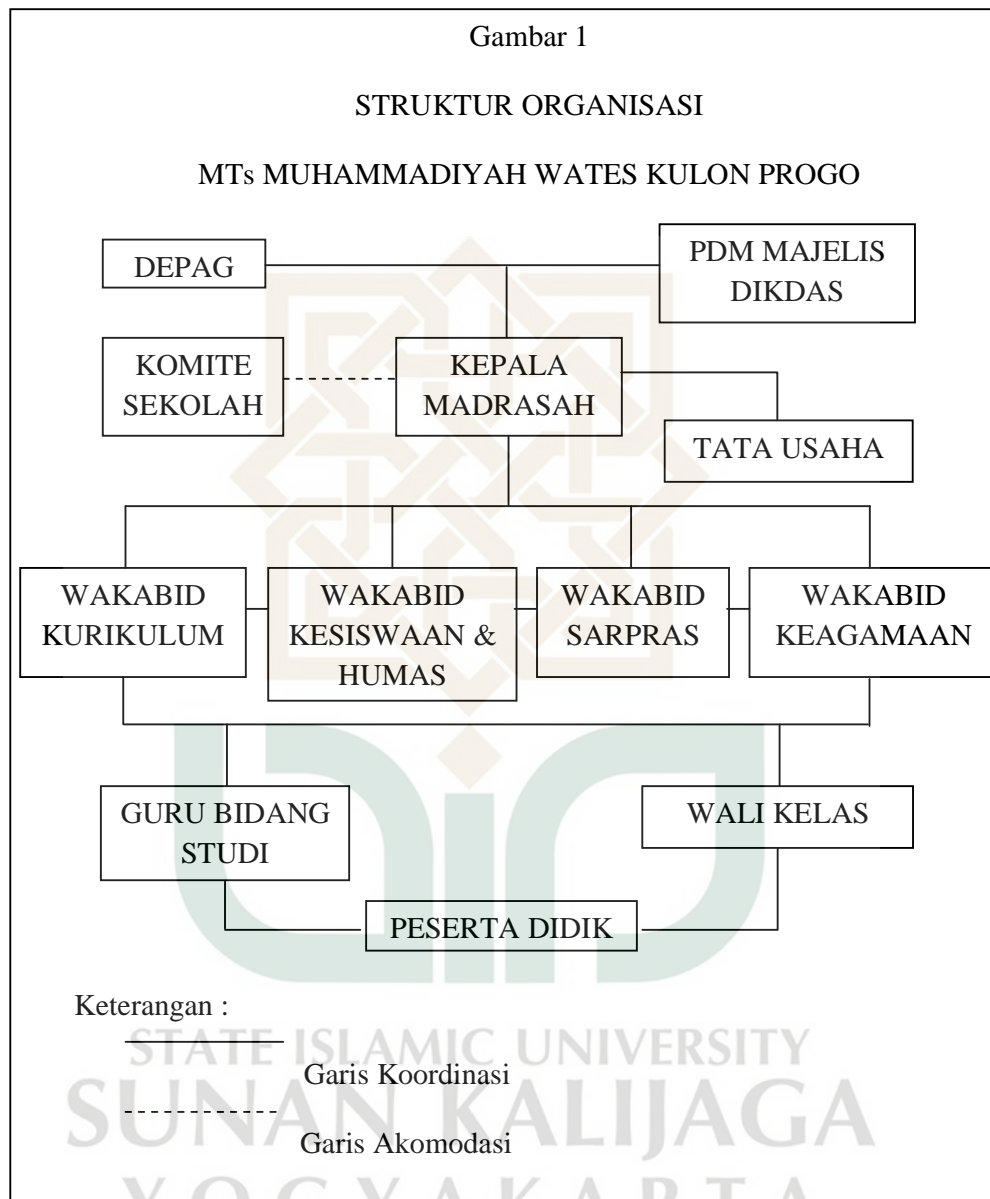 Gambar 1
STRUKTUR ORGANISASI
MTs MUHAMMADIYAH WATES KULON PROGO
DEPAG
PDM MAJELIS
DIKDAS
KOMITE
SEKOLAH
KEPALA
MADRASAH
TATA USAHA
WAKABID
KURIKULUM
WAKABID
KESISWAAN &
HUMAS
WAKABID
SARPRAS
WAKABID
KEAGAMAAN
GURU BIDANG
STUDI
WALI KELAS
PESERTA DIDIK
Keterangan :
Garis Koordinasi
Garis Akomodasi
STATE ISLAMIC UNIVERSITY
SUNAN KALIJAGA
YOGYAKARTA